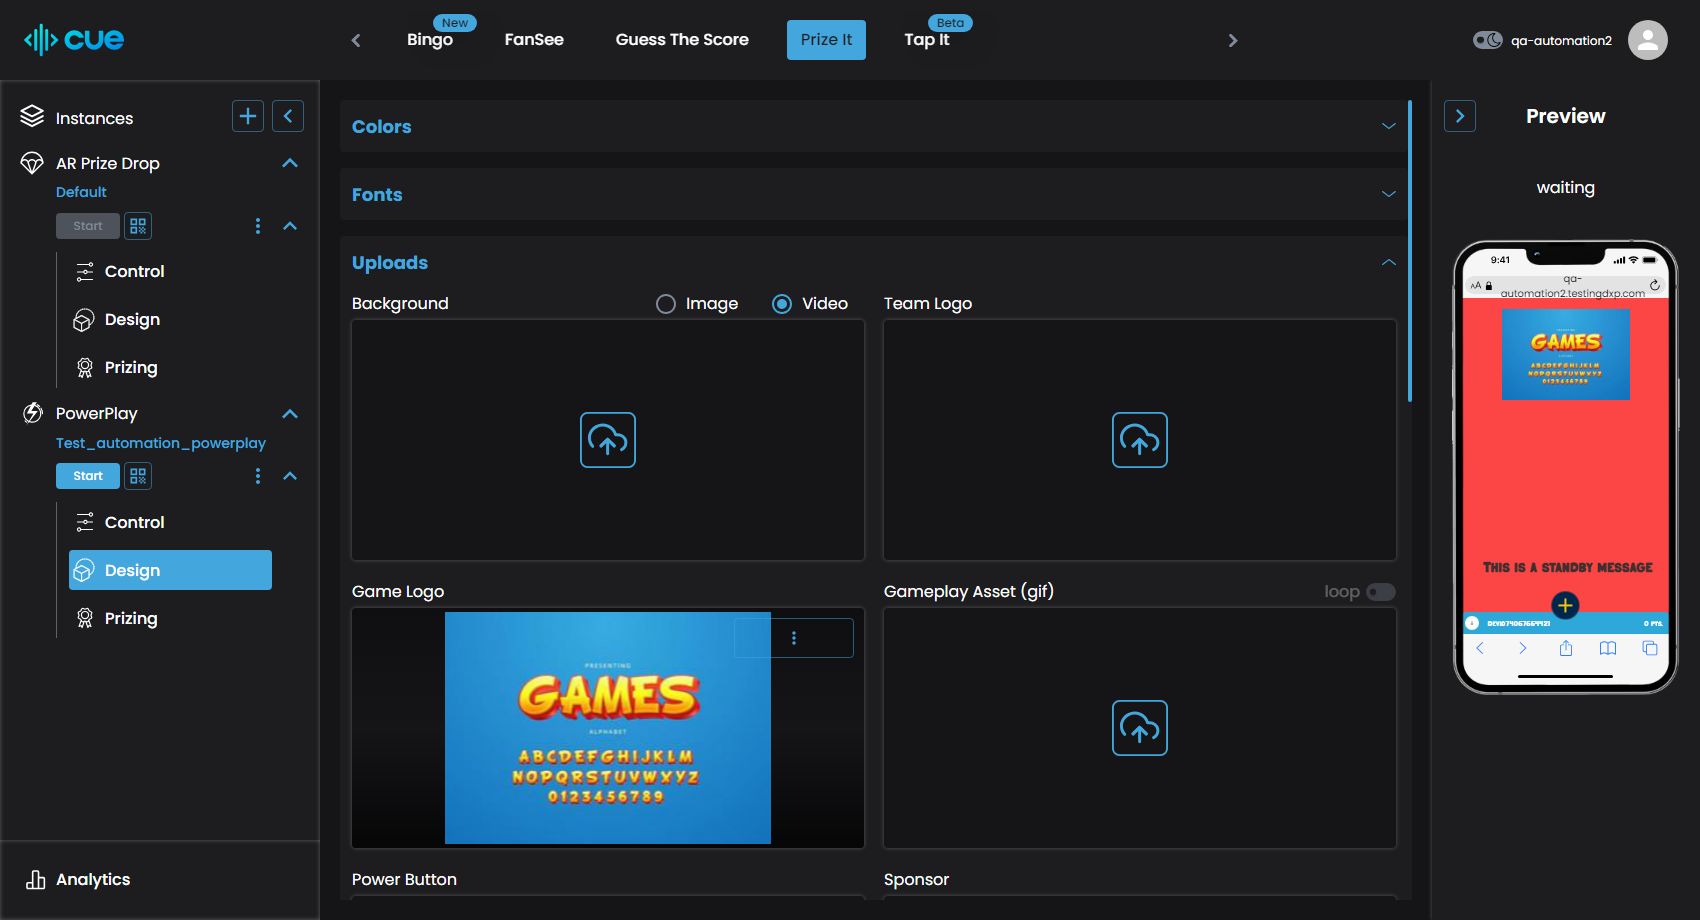 cue
New
Bingo
FanSee
Guess The Score
Prize It
Beta
Tap It
qa-automation2
Instances
AR Prize Drop
Default
Start
Control
Design
Prizing
PowerPlay
Test_automation_powerplay
Start
Control
Design
Prizing
Analytics
Colors
Fonts
Uploads
Background
Image
Video
Team Logo
Game Logo
PRESENTING
GAMES
ALPHABET
ABCDEFGHIJKLM
NOPQRSTUVWXYZ
0123456789
Gameplay Asset (gif)
loop
Power Button
Sponsor
Preview
waiting
9:41
AA
qa-
automation2.testingdxp.com
GAMES
ABCDEFGHIJKLM
NOPQRSTUVWXYZ
0123456789
This is a standby message
0 PTS.